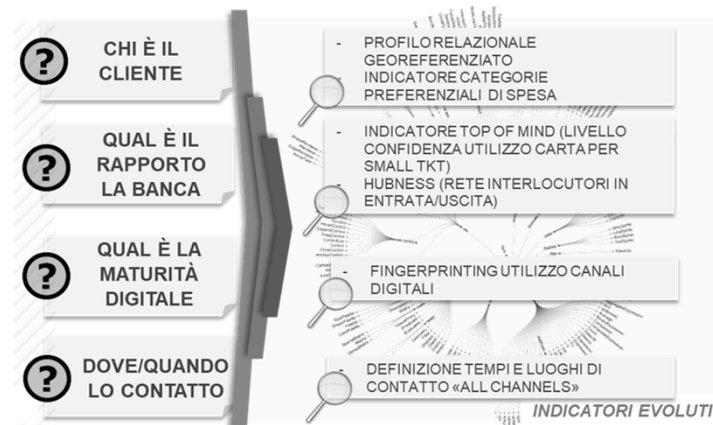 CHI È IL
CLIENTE
- PROFILO RELAZIONALE
GEOREFERENZIATO
- INDICATORE CATEGORIE
PREFERENZIALI DI SPESA
QUAL È IL
RAPPORTO
LA BANCA
- INDICATORE TOP OF MIND (LIVELLO
CONFIDENZA UTILIZZO CARTA PER
SMALL TKT)
- HUBNESS (RETE INTERLOCUTORI IN
ENTRATA/USCITA)
QUAL È LA
MATURITÀ
DIGITALE
- FINGERPRINTING UTILIZZO CANALI
DIGITALI
DOVE/QUANDO
LO CONTATTO
- DEFINIZIONE TEMPI E LUOGHI DI
CONTATTO «ALL CHANNELS»
INDICATORI EVOLUTI